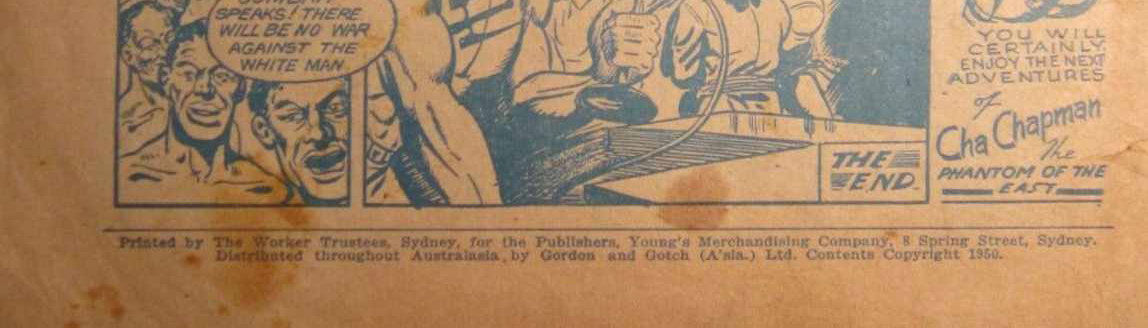 SPEAKS! THERE
WILL BE NO WAR
AGAINST THE
WHITE MAN
THE
END
YOU WILL
CERTAINLY
ENJOY THE NEXT
ADVENTURES
of
Cha Chapman
The
PHANTOM OF THE
EAST
Printed by The Worker Trustees, Sydney, for the Publishers, Young's Merchandising Company, 8 Spring Street, Sydney.
Distributed throughout Australasia by Gordon and Gotch (A'sia.) Ltd. Contents Copyright 1950.